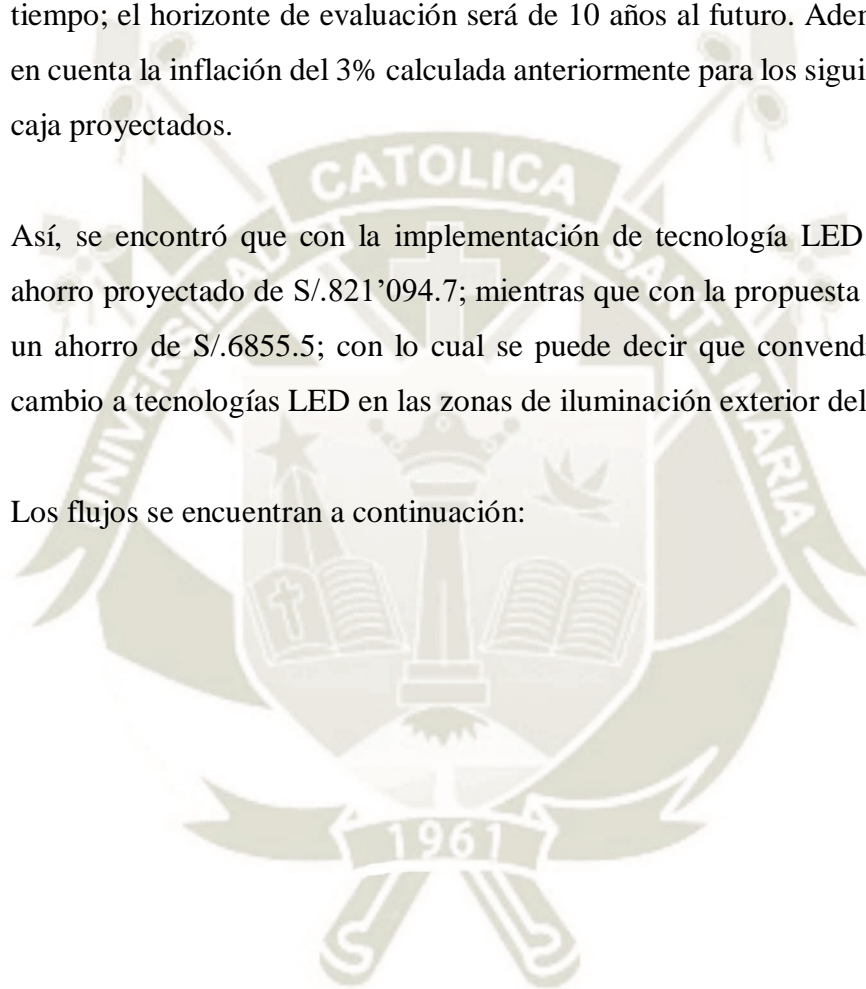 tiempo; el horizonte de evaluación será de 10 años al futuro. Ader
en cuenta la inflación del 3% calculada anteriormente para los sigui
caja proyectados.
Así, se encontró que con la implementación de tecnología LED
ahorro proyectado de S/.821’094.7; mientras que con la propuesta
un ahorro de S/.6855.5; con lo cual se puede decir que convend
cambio a tecnologías LED en las zonas de iluminación exterior del
Los flujos se encuentran a continuación:
UNIVERSIDAD CATOLICA SANTA MARIA
1961